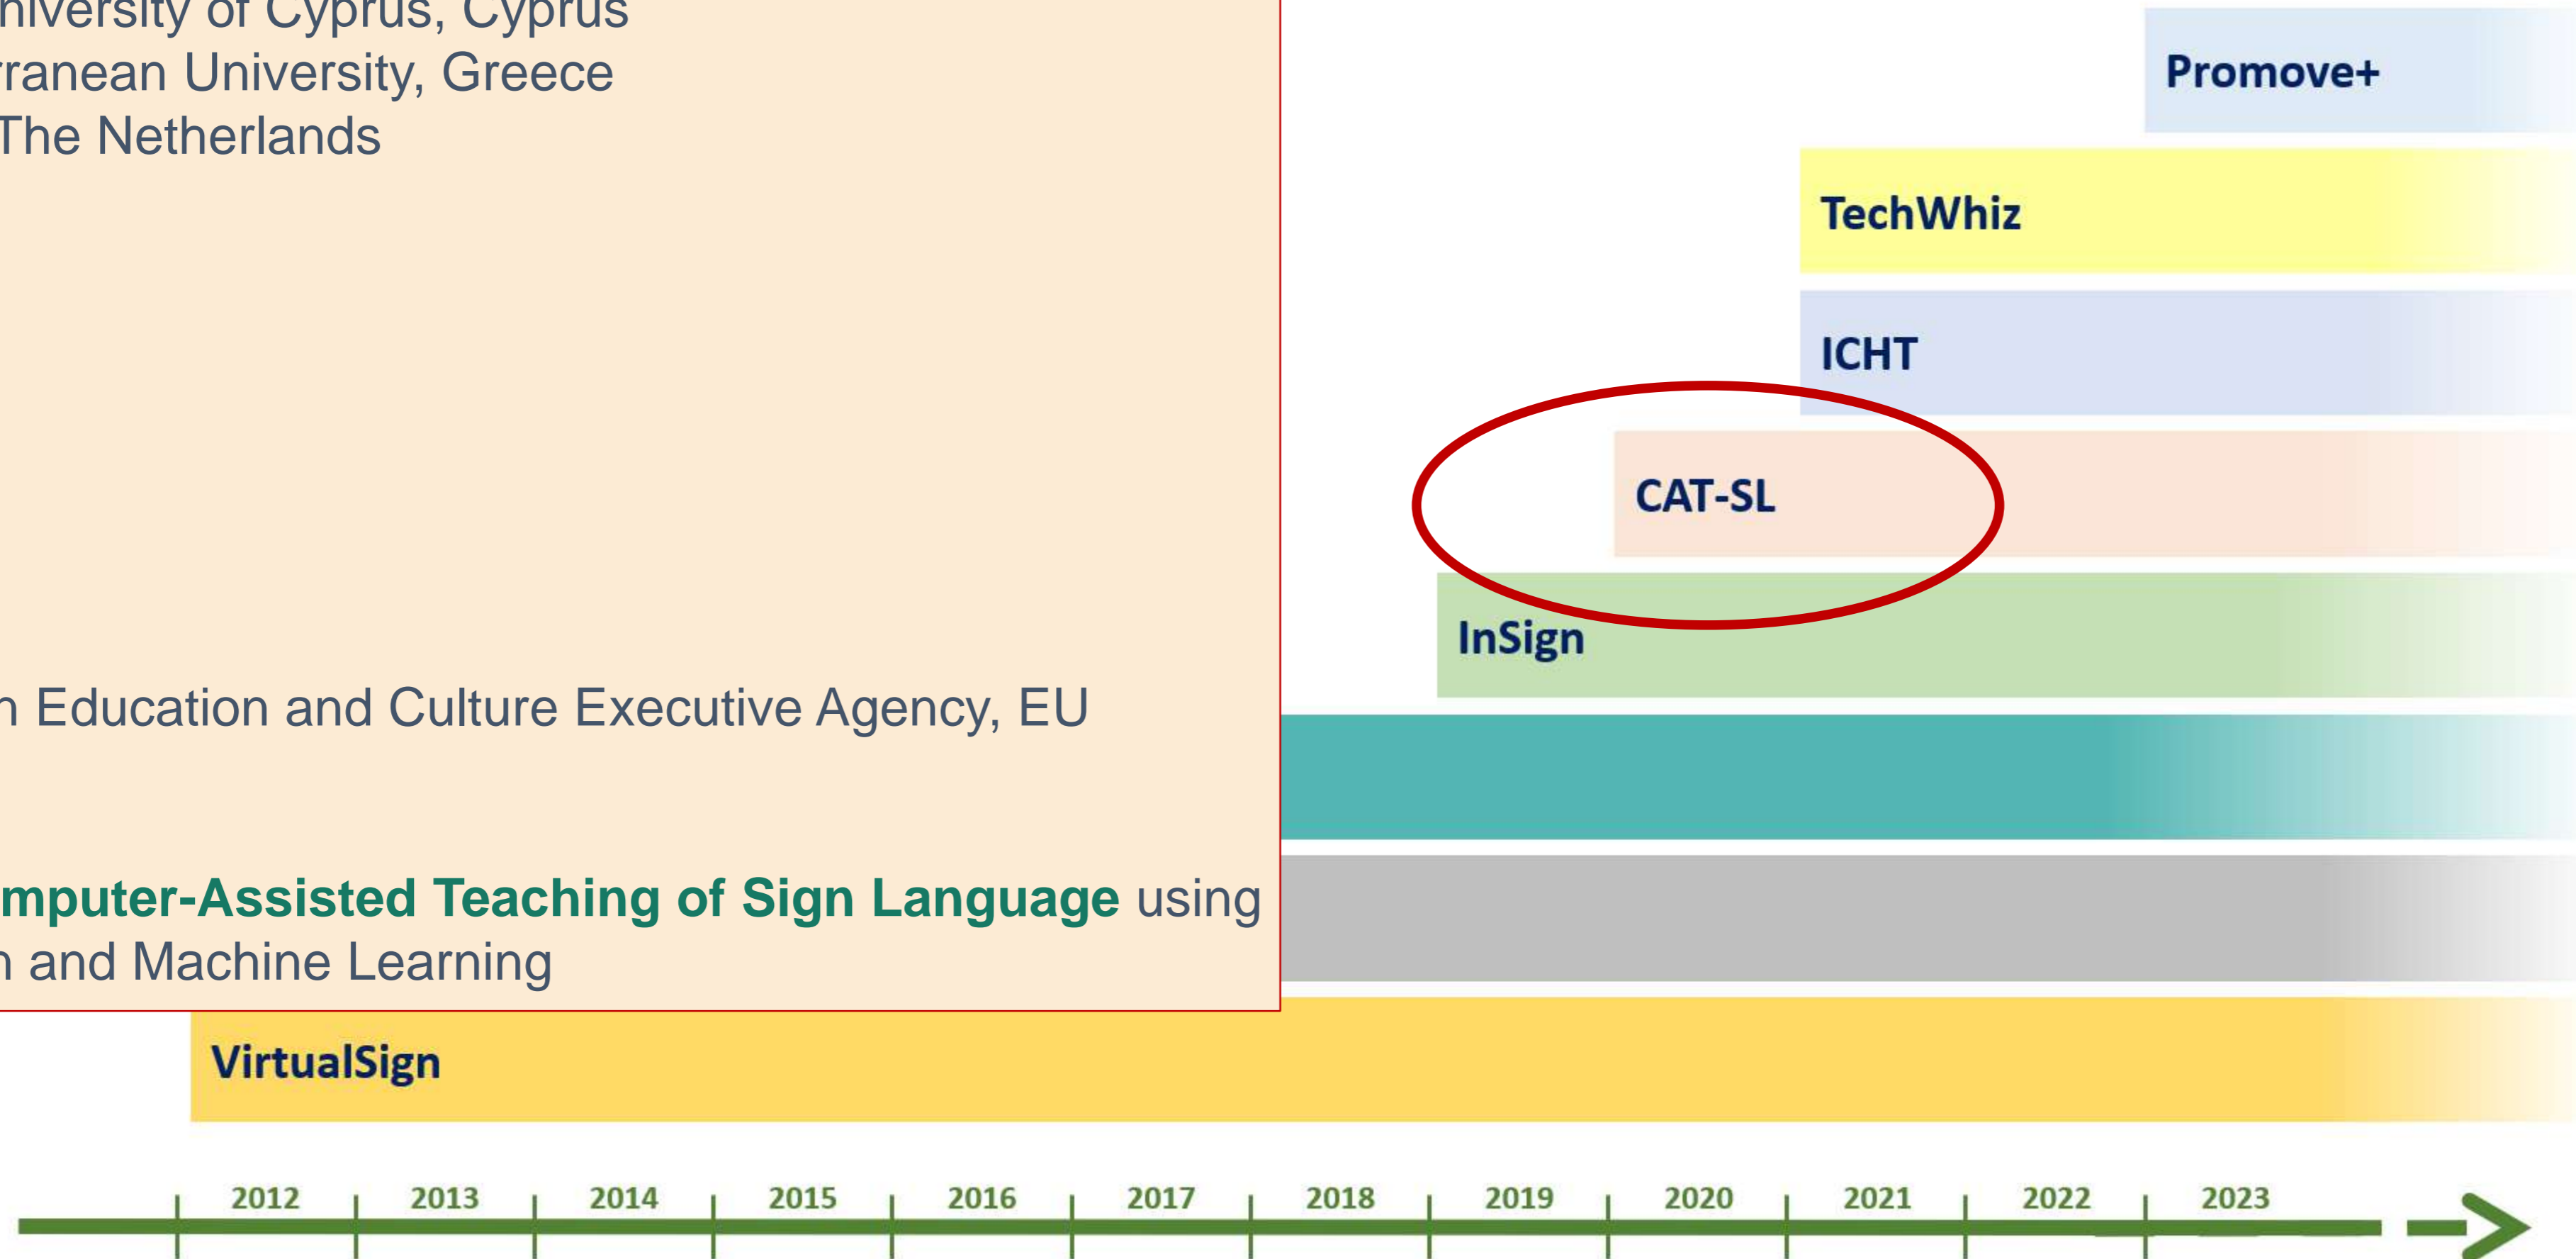 University of Cyprus, Cyprus
rranean University, Greece
The Netherlands
n Education and Culture Executive Agency, EU
mputer-Assisted Teaching of Sign Language using
n and Machine Learning
Promove+
TechWhiz
ICHT
CAT-SL
InSign
VirtualSign
2012 2013 2014 2015 2016 2017 2018 2019 2020 2021 2022 2023